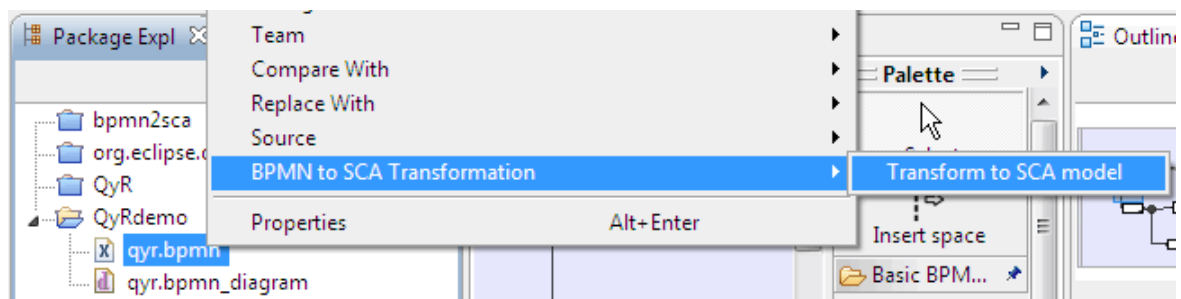 Package Expl
Team
Compare With
Replace With
Source
BPMN to SCA Transformation
Transform to SCA model
Properties Alt+Enter
bpmn2sca
org.eclipse.
QyR
QyRdemo
qyr.bpmn
qyr.bpmn_diagram
Palette
Insert space
Basic BPM...
Outline